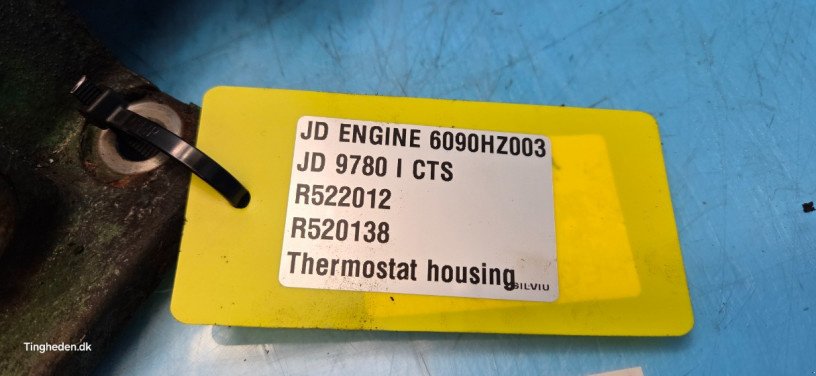 JD ENGINE 6090HZ003
JD 9780 I CTS
R522012
R520138
Thermostat housing
SILVIU
Tingheden.dk